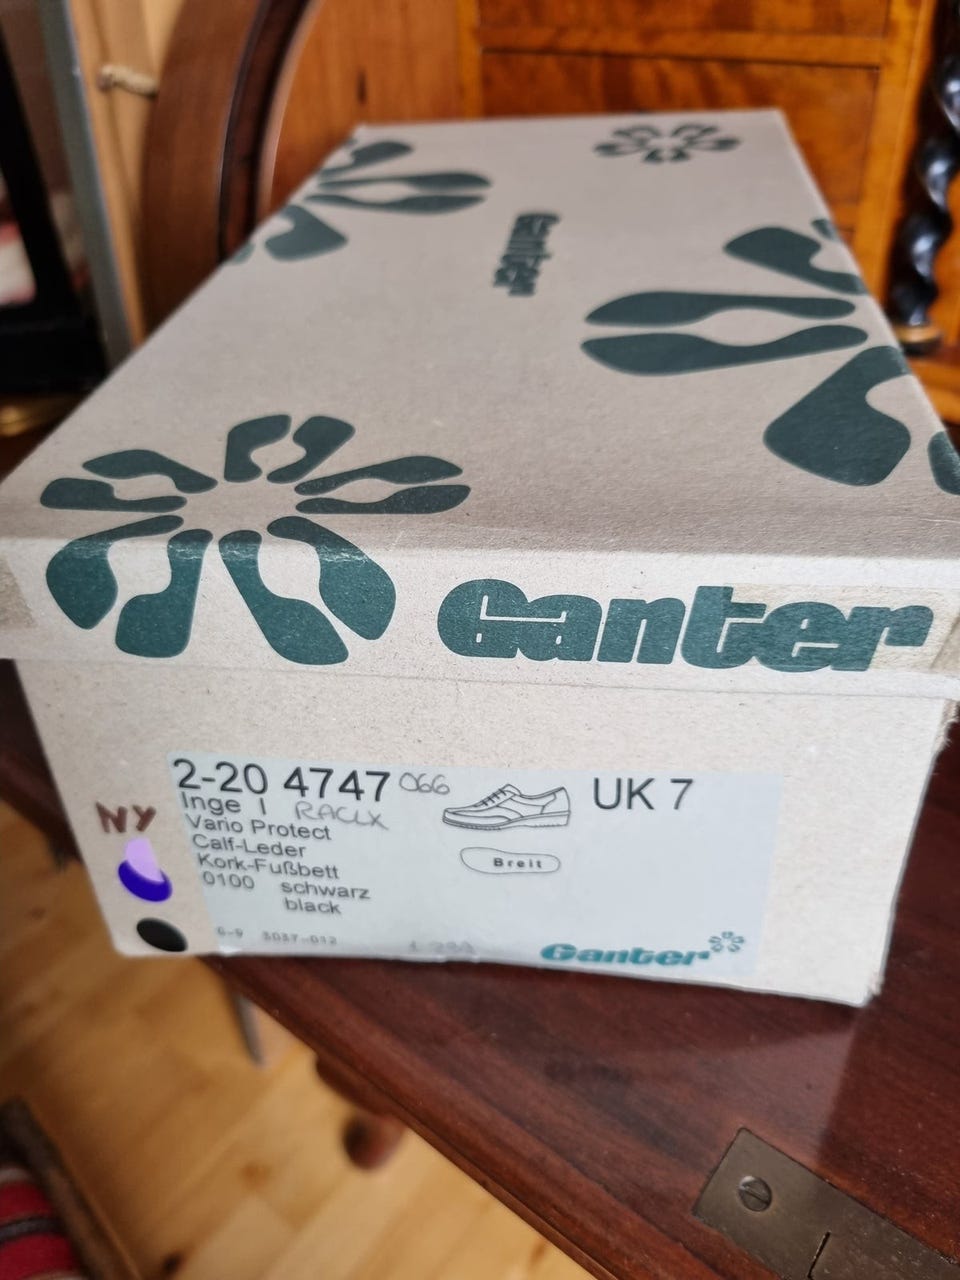 Ganter
Ganter
2-20 4747 066
UK 7
Inge I RACLX
Vario Protect
Calf-Leder
Kork-Fußbett
0100 schwarz
black
Breit
NY
Ganter